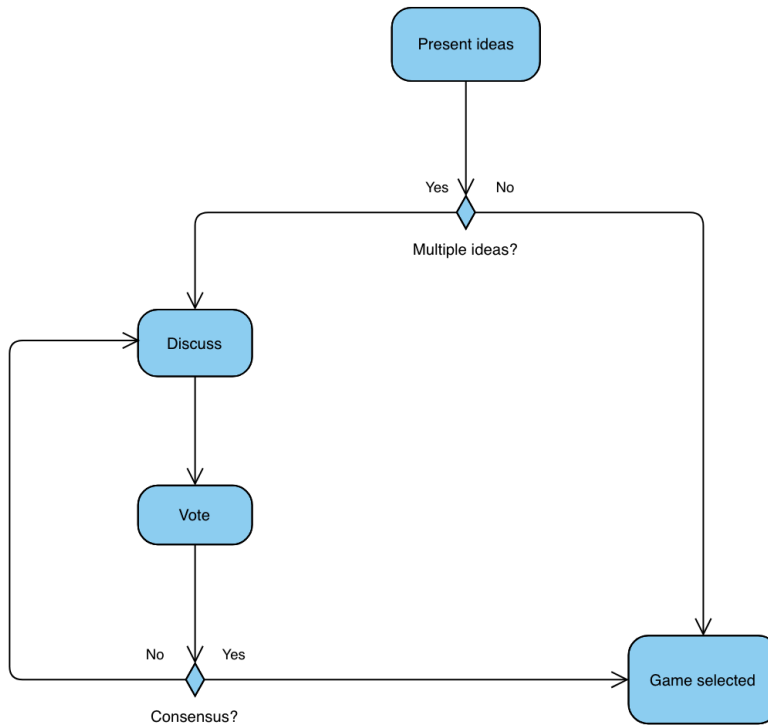 Present ideas
Yes
No
Multiple ideas?
Discuss
Vote
No
Yes
Game selected
Consensus?